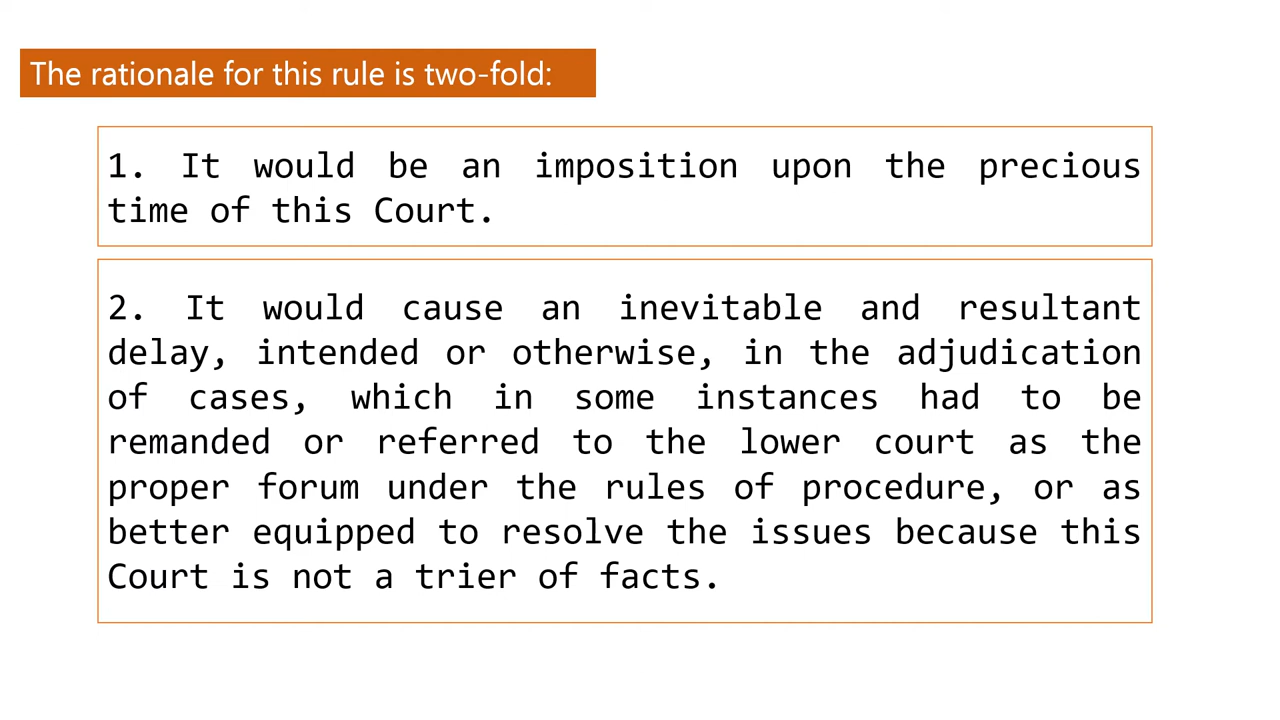 The rationale for this rule is two-fold:
1. It would be an imposition upon the precious
time of this Court.
2. It would cause an inevitable and resultant
delay, intended or otherwise, in the adjudication
of cases, which in some instances had to be
remanded or referred to the lower court as the
proper forum under the rules of procedure, or as
better equipped to resolve the issues because this
Court is not a trier of facts.